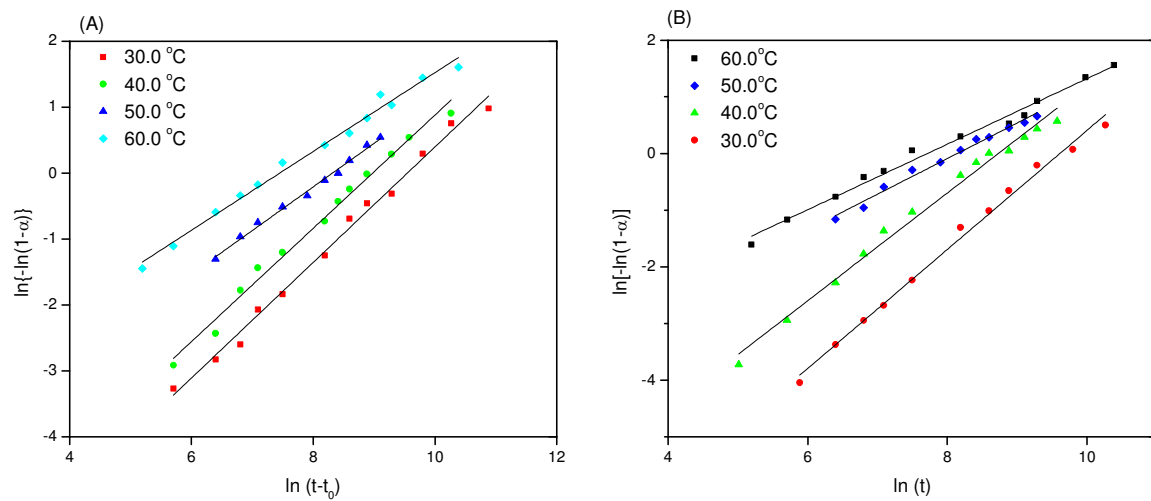 (A)
2
1
0
-1
-2
-3
-4
ln{-ln(1-α)}
30.0 °C
40.0 °C
50.0 °C
60.0 °C
4 6 8 10 12
ln (t-t₀)
(B)
2
0
-2
-4
ln[-ln(1-α)]
60.0°C
50.0°C
40.0°C
30.0°C
4 6 8 10
ln (t)